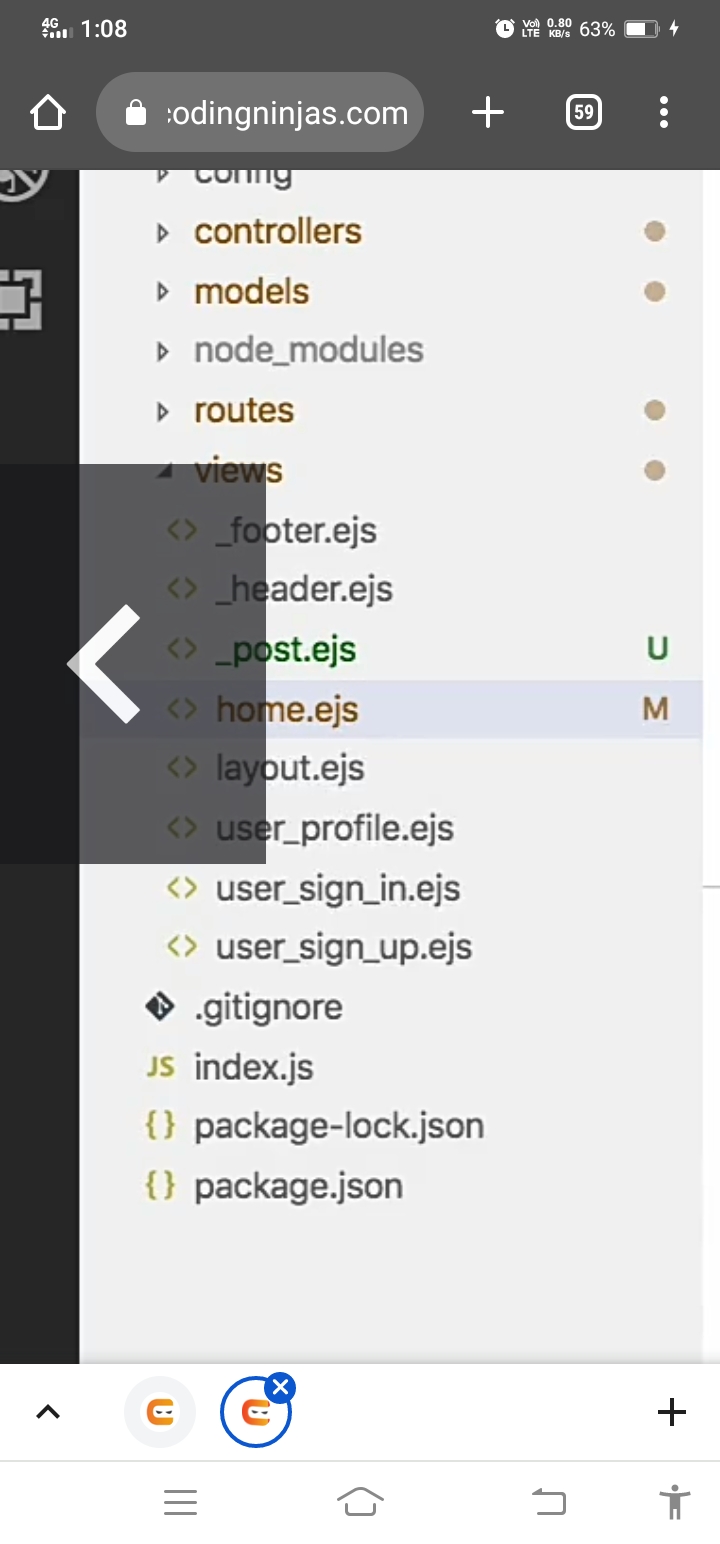 4G 1:08 Vo) LTE 0.80 KB/s 63%
codingninjas.com 59
config
controllers
models
node_modules
routes
views
_footer.ejs
_header.ejs
_post.ejs U
home.ejs M
layout.ejs
user_profile.ejs
user_sign_in.ejs
user_sign_up.ejs
.gitignore
JS index.js
{} package-lock.json
{} package.json